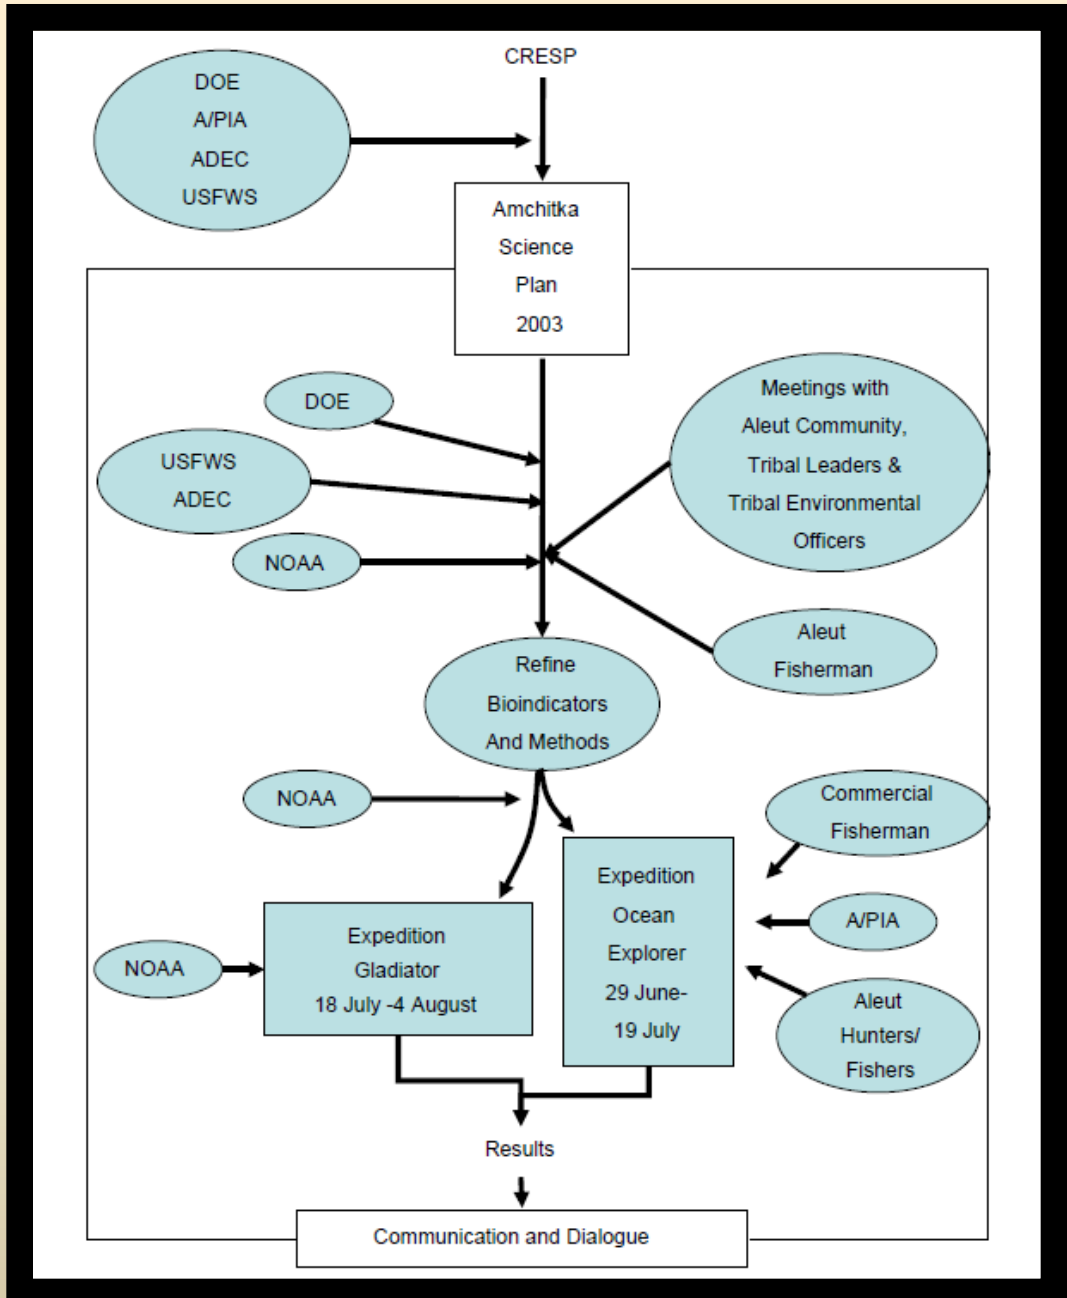 CRESP
DOE
A/PIA
ADEC
USFWS
Amchitka
Science
Plan
2003
DOE
USFWS
ADEC
NOAA
Meetings with
Aleut Community,
Tribal Leaders &
Tribal Environmental
Officers
Aleut
Fisherman
Refine
Bioindicators
And Methods
NOAA
Commercial
Fisherman
Expedition
Ocean
Explorer
29 June-
19 July
A/PIA
Expedition
Gladiator
18 July -4 August
NOAA
Aleut
Hunters/
Fishers
Results
Communication and Dialogue